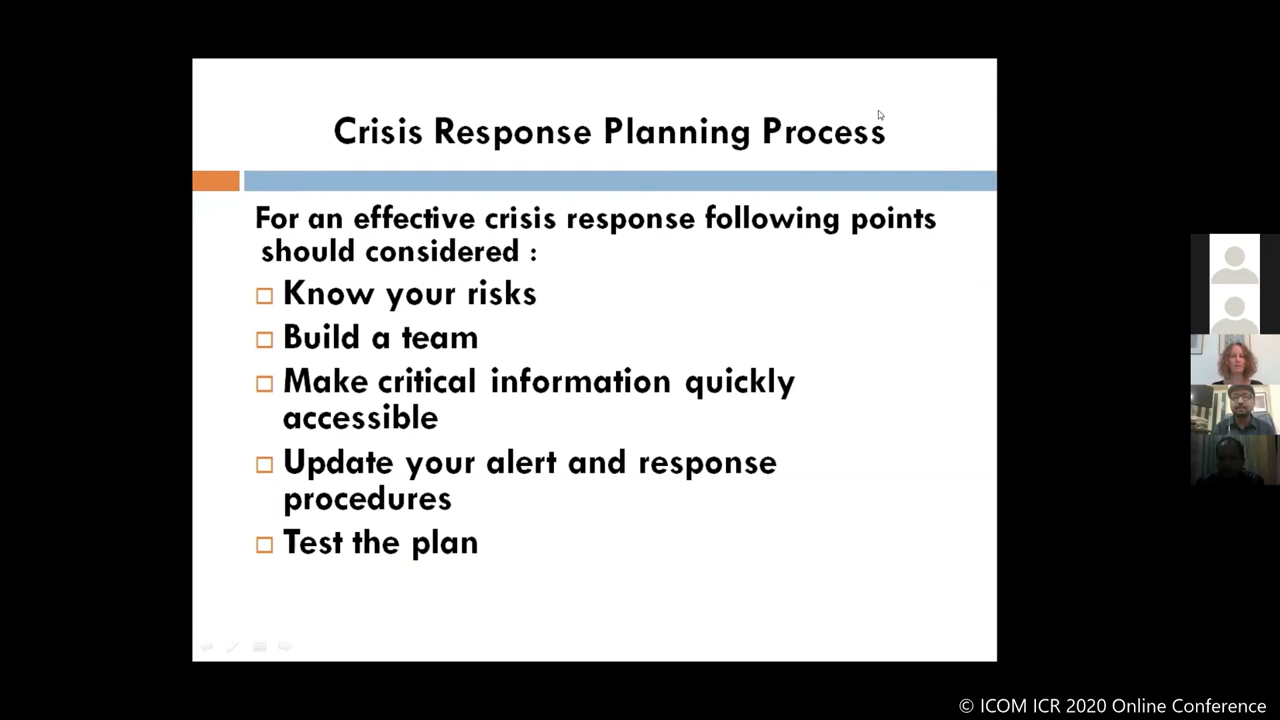 Crisis Response Planning Process
For an effective crisis response following points
should considered :
Know your risks
Build a team
Make critical information quickly
accessible
Update your alert and response
procedures
Test the plan
© ICOM ICR 2020 Online Conference